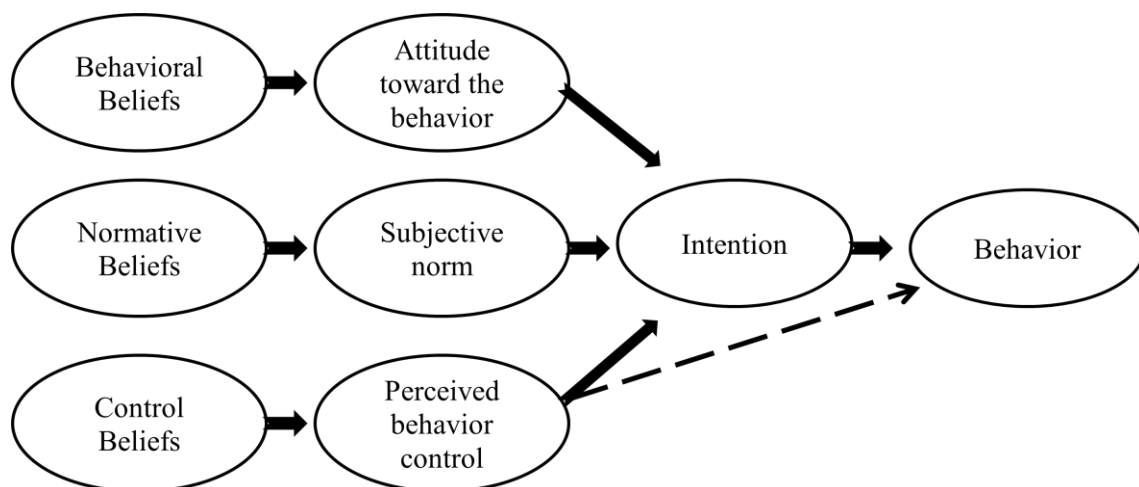 Behavioral
Beliefs
Attitude
toward the
behavior
Normative
Beliefs
Subjective
norm
Intention
Behavior
Control
Beliefs
Perceived
behavior
control